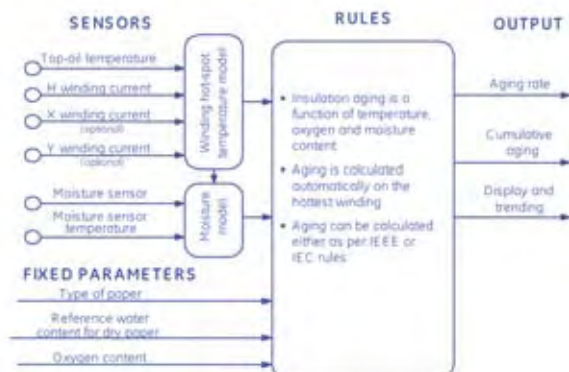 SENSORS
Top-oil temperature
H winding current
X winding current
(optional)
Y winding current
(optional)
Moisture sensor
Moisture sensor
temperature
Winding hot-spot
temperature model
Moisture
model
FIXED PARAMETERS
Type of paper
Reference water
content for dry paper
Oxygen content
RULES
• Insulation aging is a
function of temperature,
oxygen and moisture
content
• Aging is calculated
automatically on the
hottest winding
• Aging can be calculated
either as per IEEE or
IEC rules
OUTPUT
Aging rate
Cumulative
aging
Display and
trending